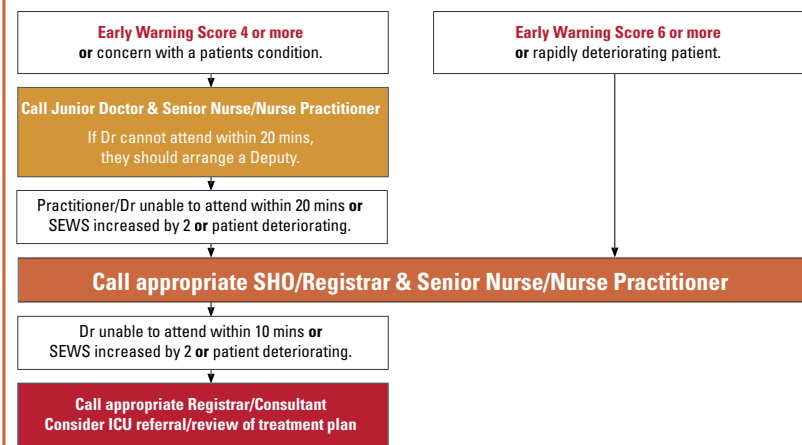 Early Warning Score 4 or more
or concern with a patients condition.
Early Warning Score 6 or more
or rapidly deteriorating patient.
Call Junior Doctor & Senior Nurse/Nurse Practitioner
If Dr cannot attend within 20 mins,
they should arrange a Deputy.
Practitioner/Dr unable to attend within 20 mins or
SEWS increased by 2 or patient deteriorating.
Call appropriate SHO/Registrar & Senior Nurse/Nurse Practitioner
Dr unable to attend within 10 mins or
SEWS increased by 2 or patient deteriorating.
Call appropriate Registrar/Consultant
Consider ICU referral/review of treatment plan